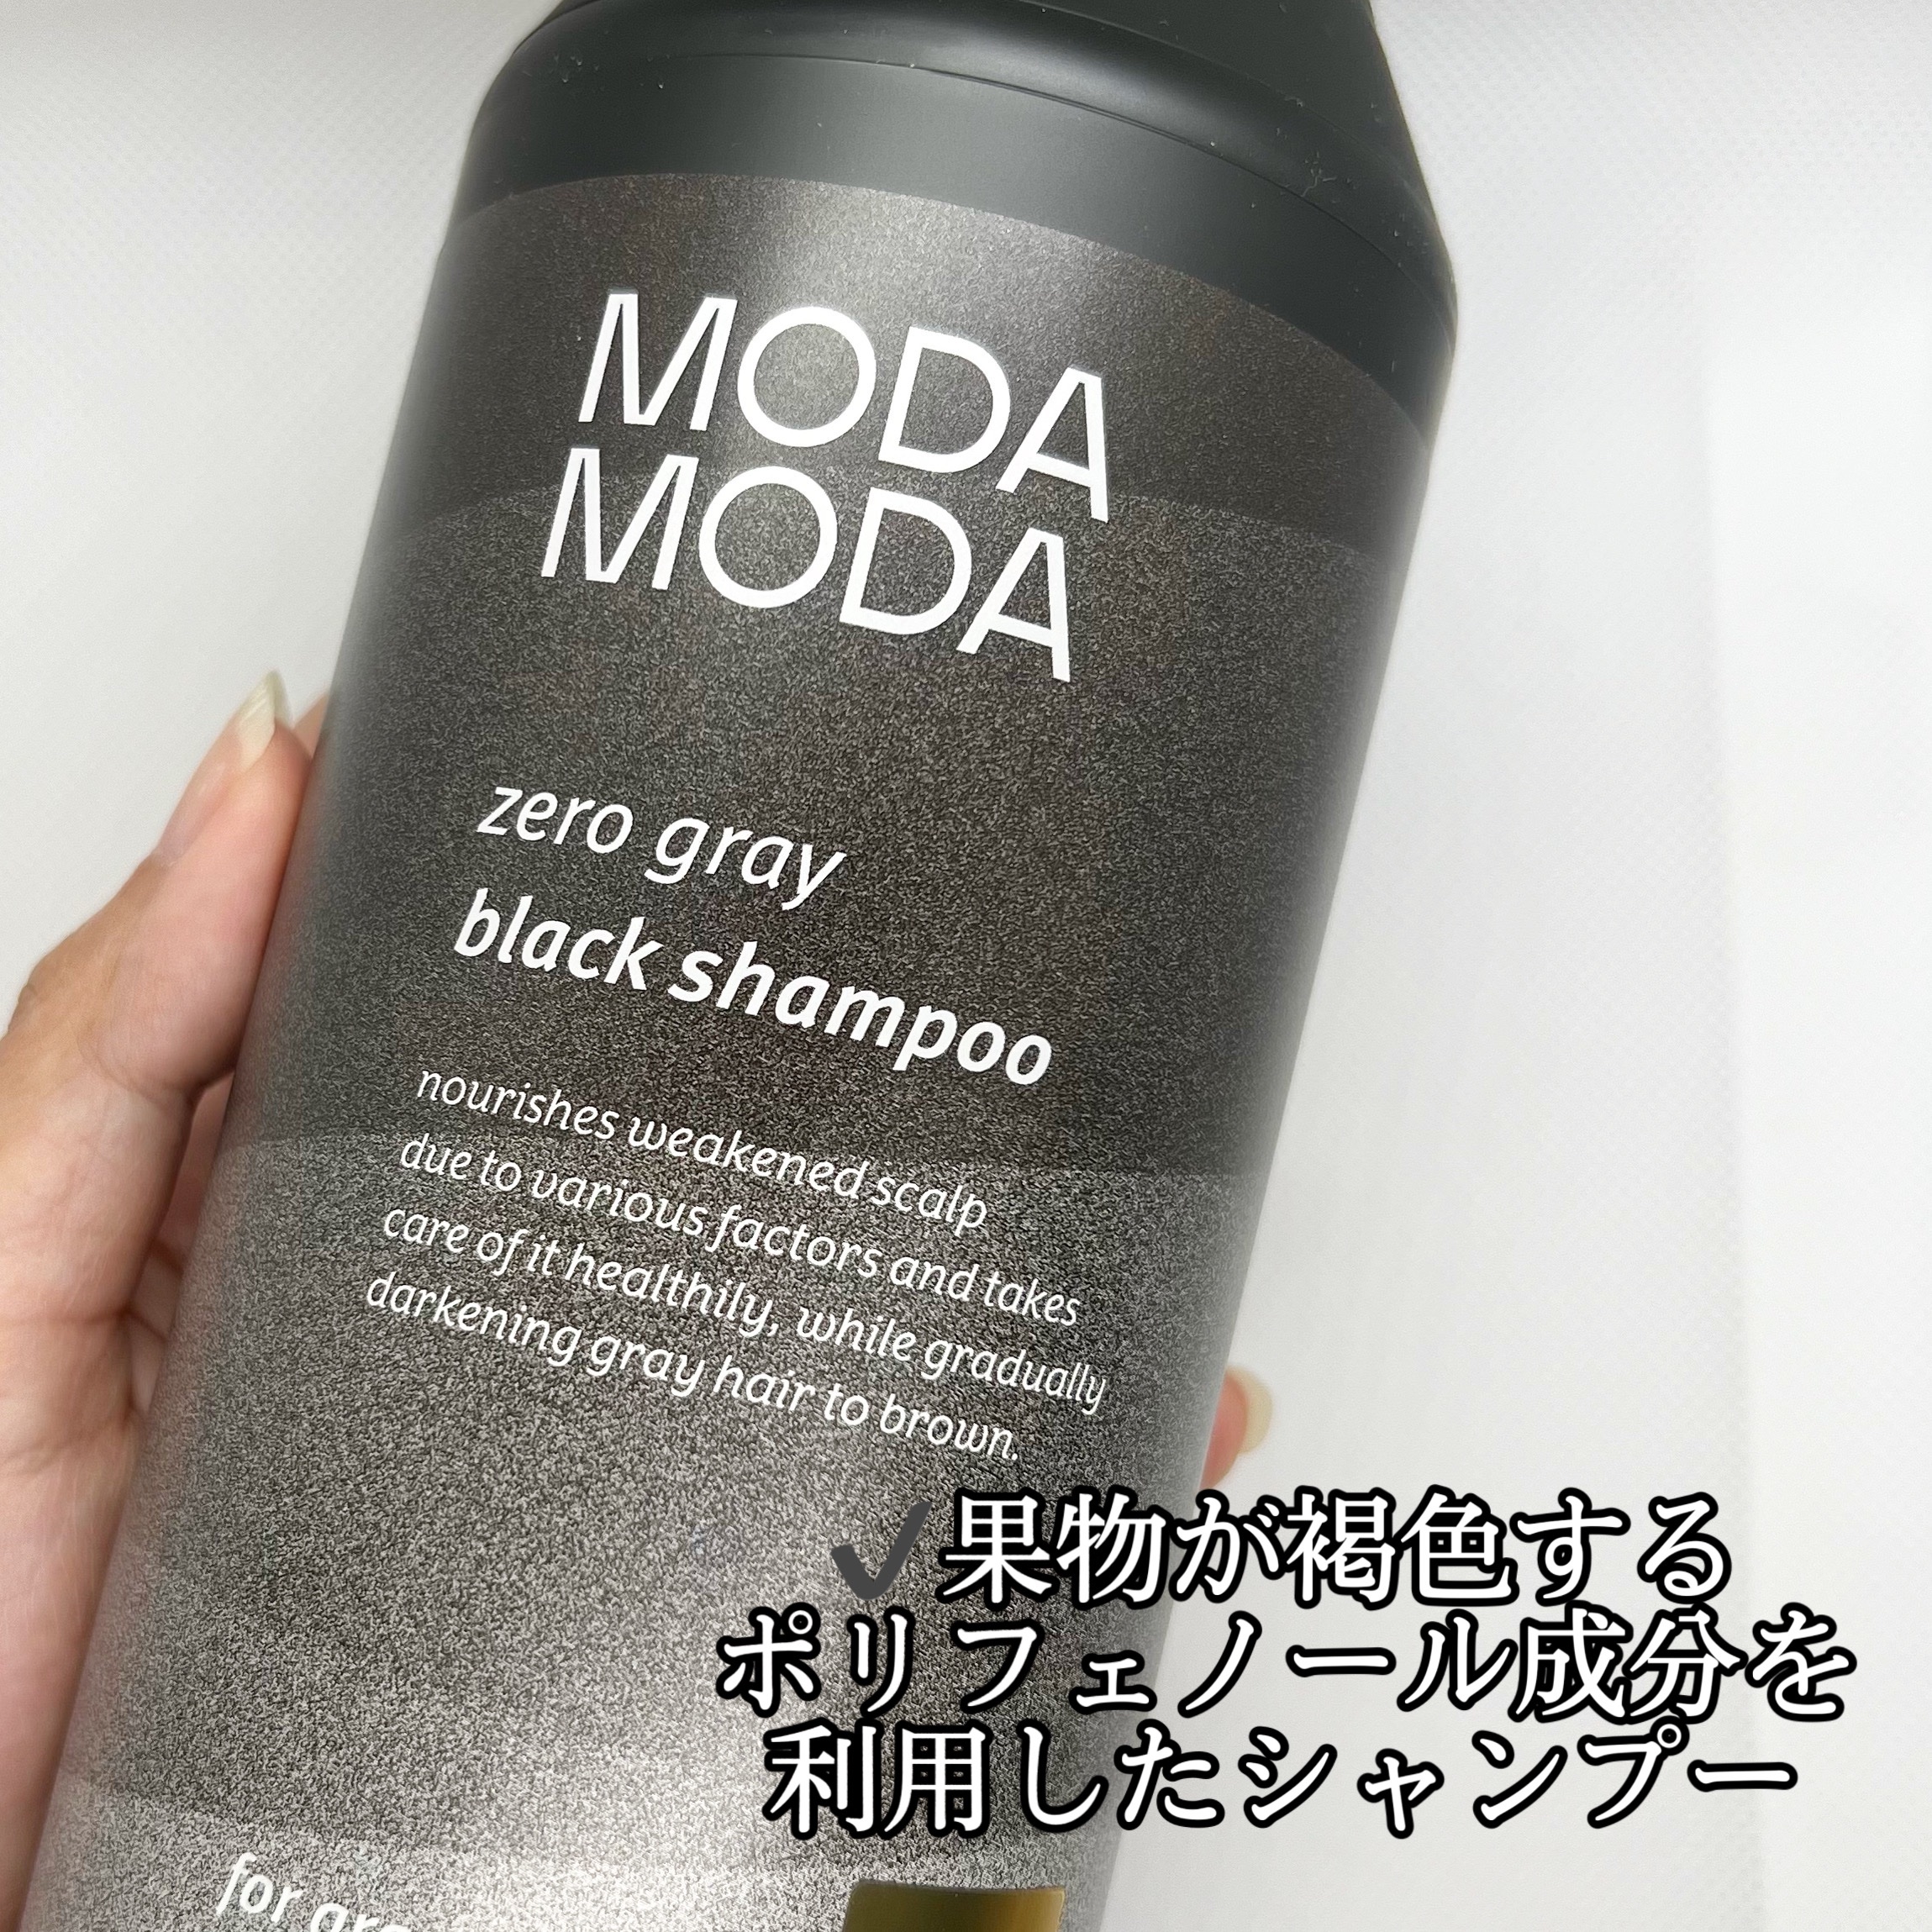 MODA
MODA
zero gray
black shampoo
nourishes weakened scalp
due to various factors and takes
care of it healthily, while gradually
darkening gray hair to brown.
✓果物が褐色する
ポリフェノール成分を
利用したシャンプー
for